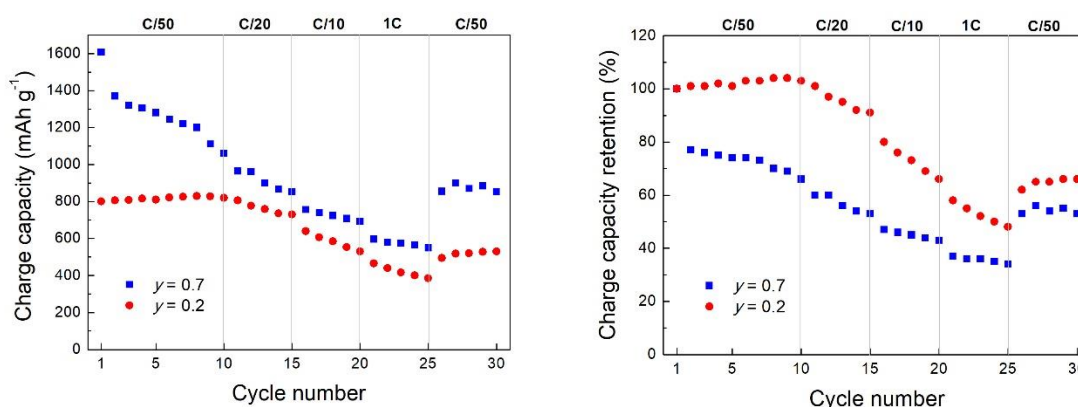 C/50 C/20 C/10 1C C/50
1600
1400
1200
1000
800
600
400
200
0
Charge capacity (mAh g⁻¹)
y = 0.7
y = 0.2
1 5 10 15 20 25 30
Cycle number
C/50 C/20 C/10 1C C/50
120
100
80
60
40
20
0
Charge capacity retention (%)
y = 0.7
y = 0.2
1 5 10 15 20 25 30
Cycle number